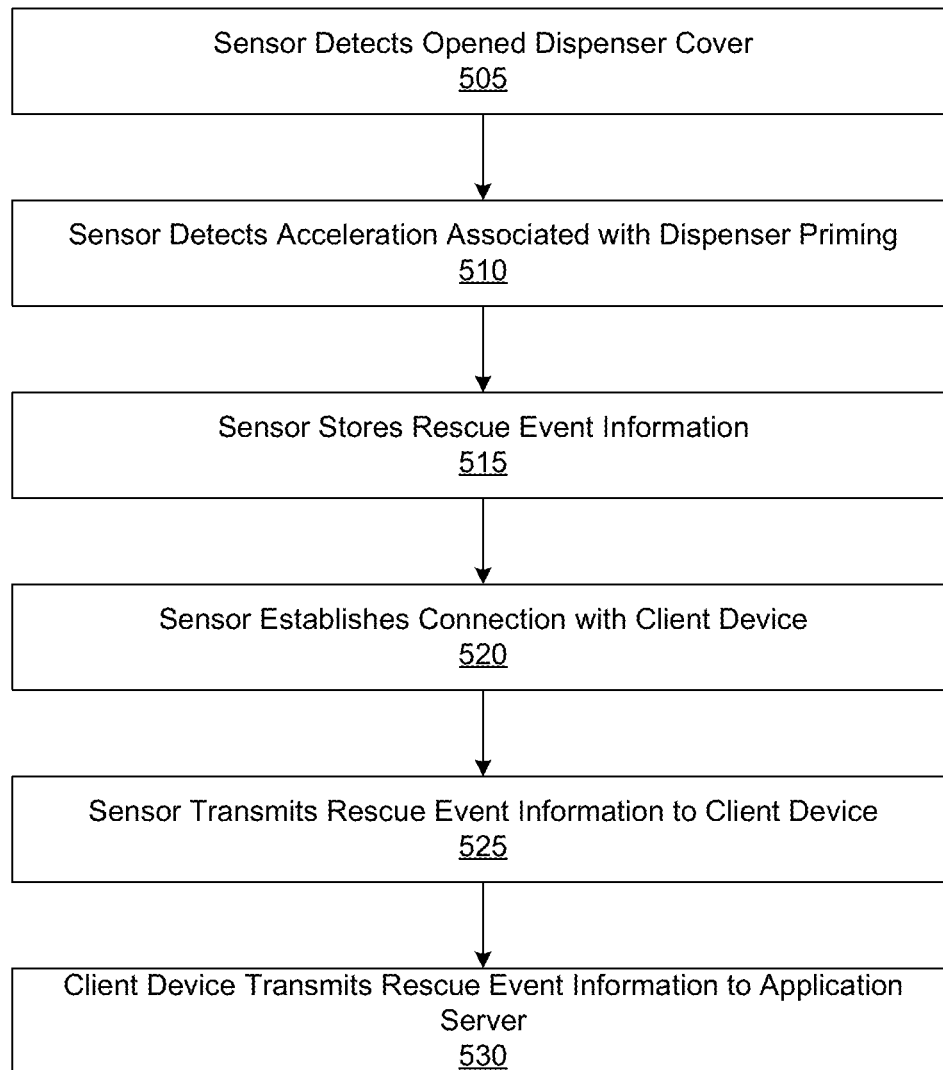 Sensor Detects Opened Dispenser Cover
505
Sensor Detects Acceleration Associated with Dispenser Priming
510
Sensor Stores Rescue Event Information
515
Sensor Establishes Connection with Client Device
520
Sensor Transmits Rescue Event Information to Client Device
525
Client Device Transmits Rescue Event Information to Application
Server
530